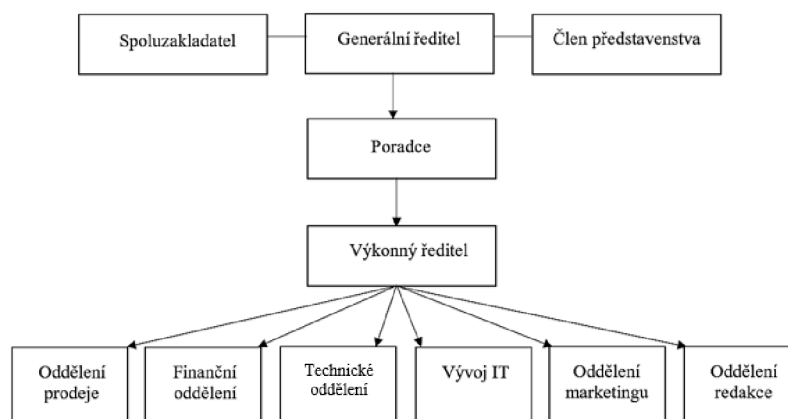 Spoluzakladatel
Generální ředitel
Člen představenstva
Poradce
Výkonný ředitel
Oddělení
prodeje
Finanční
oddělení
Technické
oddělení
Vývoj IT
Oddělení
marketingu
Oddělení
redakce